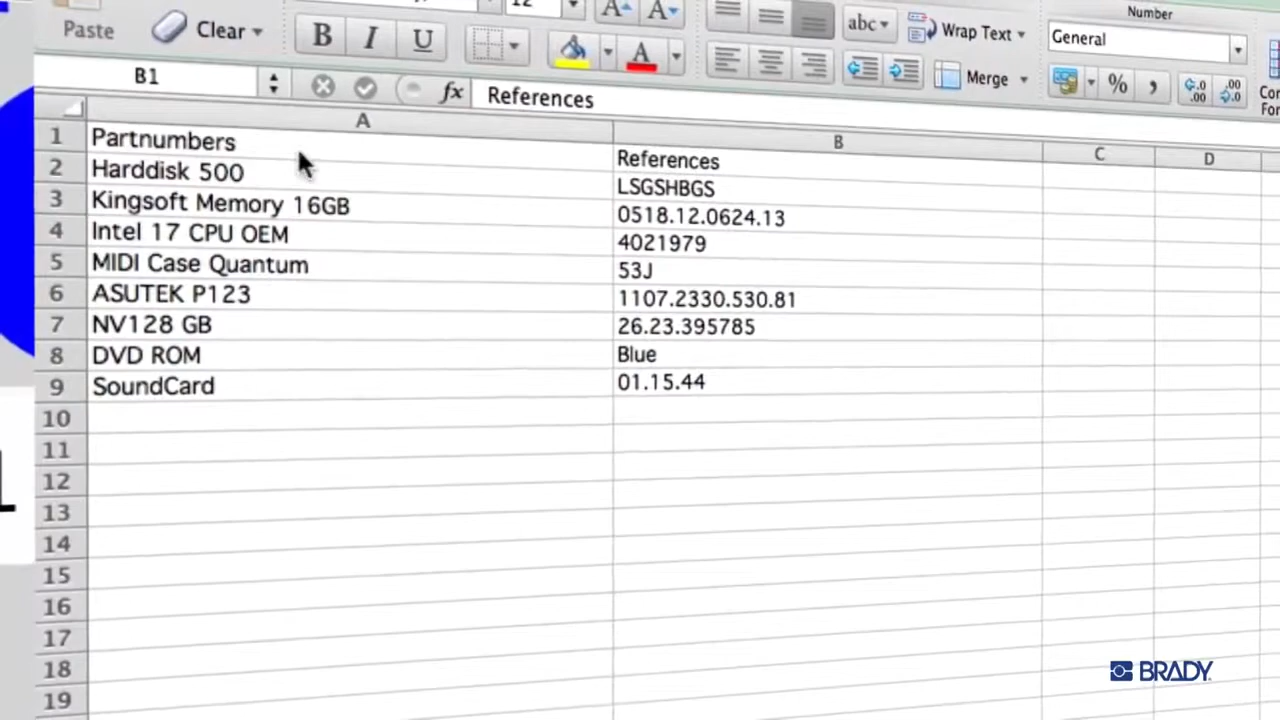 Paste
Clear
12
B I U
abc
Wrap Text
Merge
Number
General
%
B1
fx
References
A B C D
1 Partnumbers References
2 Harddisk 500 LSGSHBGS
3 Kingsoft Memory 16GB 0518.12.0624.13
4 Intel 17 CPU OEM 4021979
5 MIDI Case Quantum 53J
6 ASUTEK P123 1107.2330.530.81
7 NV128 GB 26.23.395785
8 DVD ROM Blue
9 SoundCard 01.15.44
10
11
12
13
14
15
16
17
18
19
BRADY